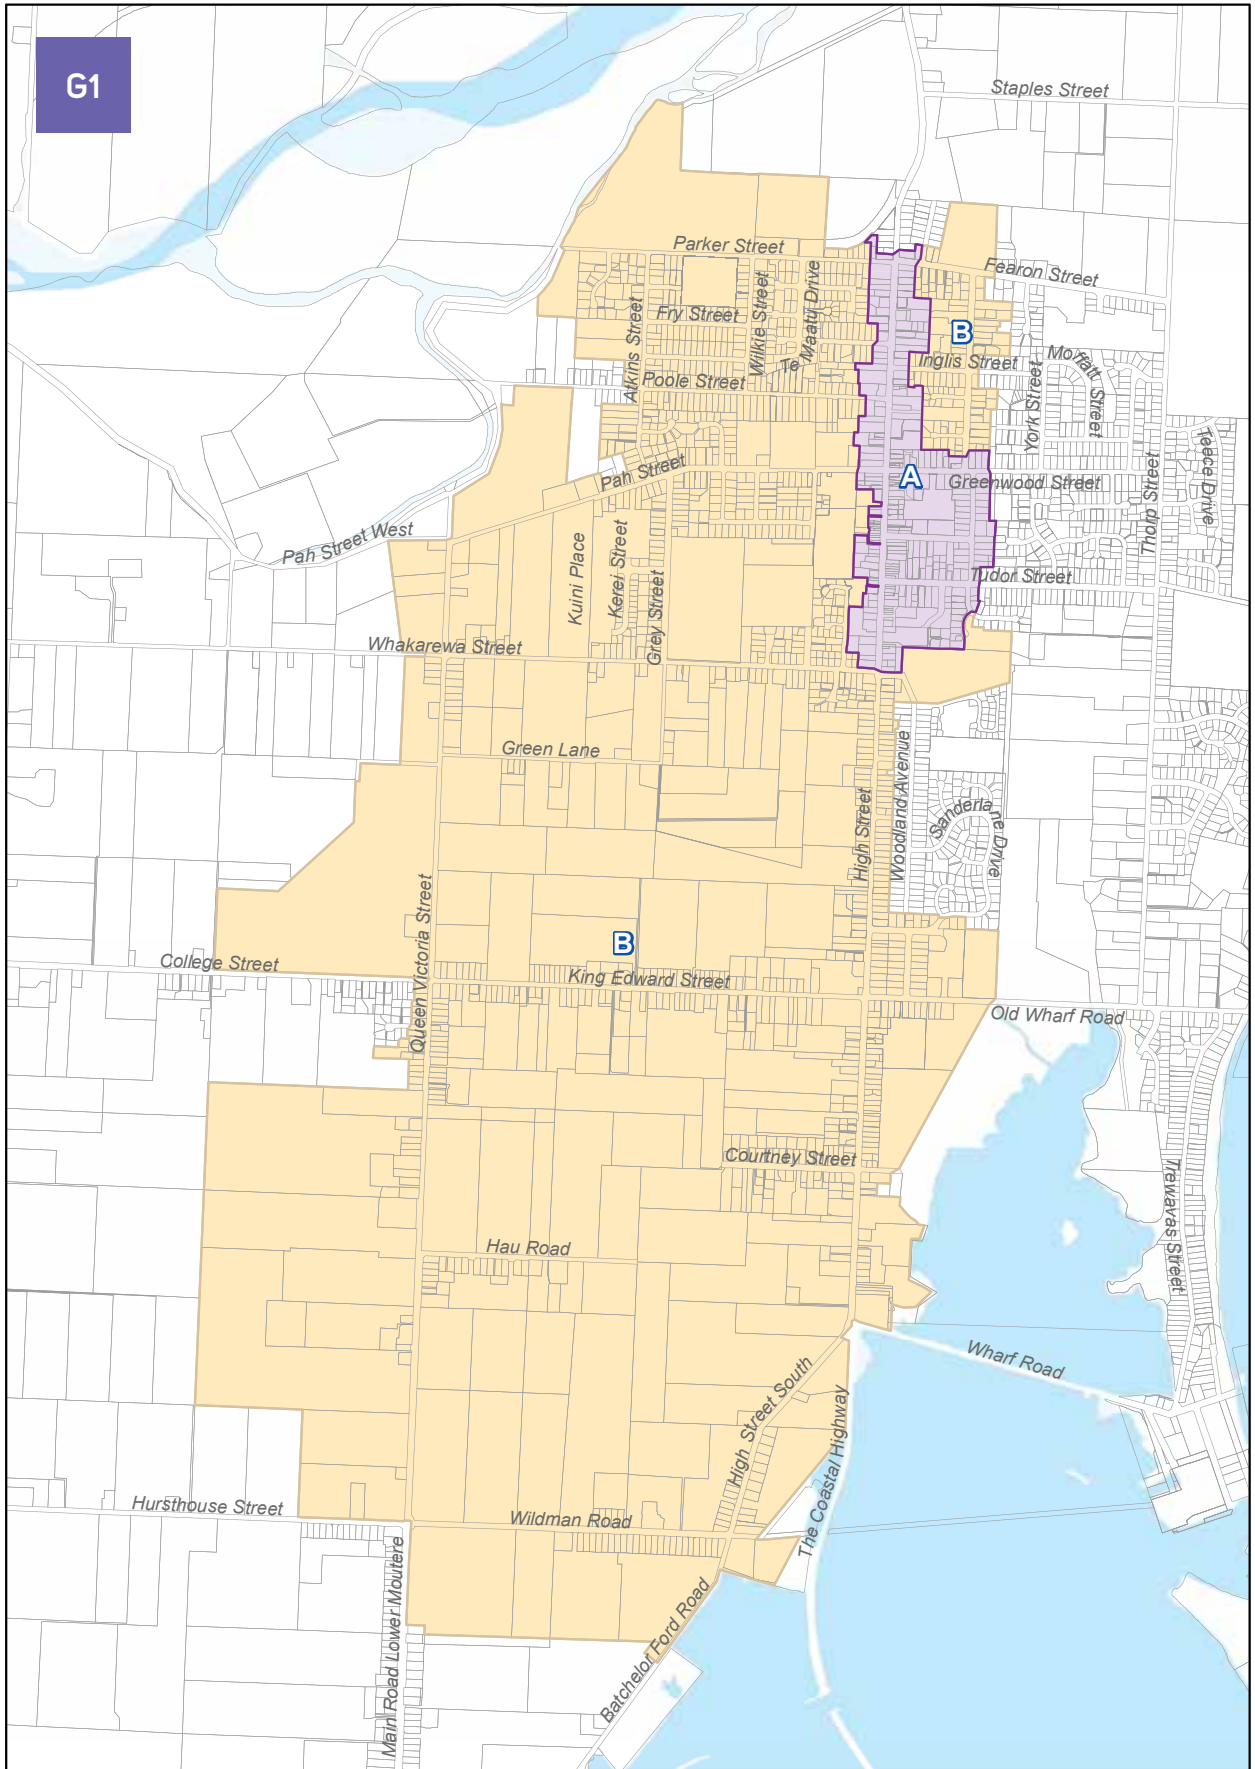 G1
Staples Street
Parker Street
Fearon Street
Fry Street
Wilkie Street
Te Maatu Drive
Atkins Street
B
Inglis Street
Moffatt Street
Poole Street
York Street
Teece Drive
Pah Street
A
Greenwood Street
Thorp Street
Pah Street West
Kuini Place
Kerei Street
Grey Street
Tudor Street
Whakarewa Street
Green Lane
High Street
Woodland Avenue
Sanderlane Drive
Queen Victoria Street
B
College Street
King Edward Street
Old Wharf Road
Courtney Street
Trewavas Street
Hau Road
Wharf Road
High Street South
The Coastal Highway
Hursthouse Street
Wildman Road
Main Road Lower Moutere
Batchelor Ford Road